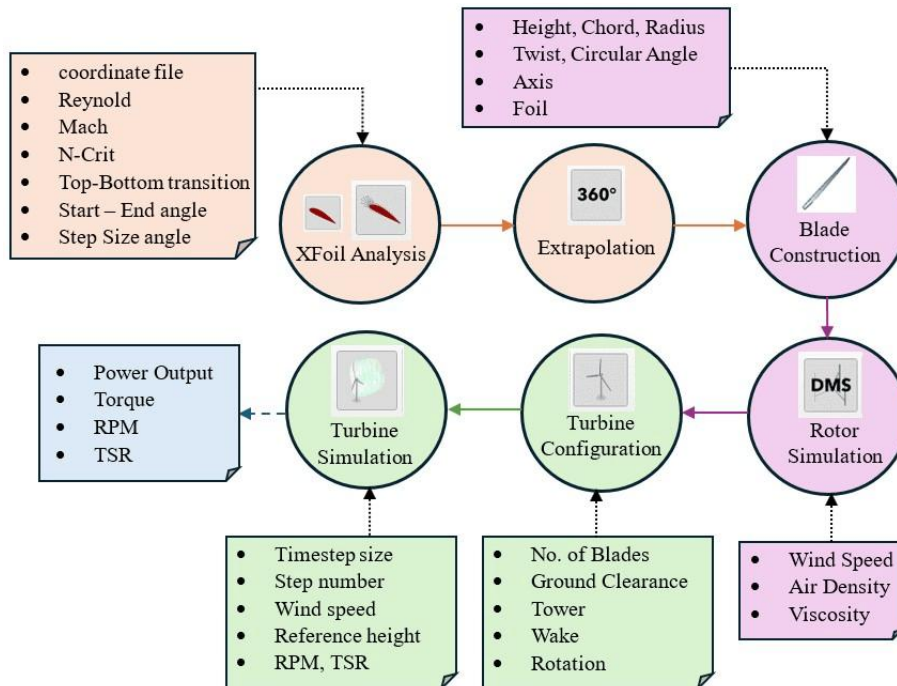 coordinate file
Reynold
Mach
N-Crit
Top-Bottom transition
Start – End angle
Step Size angle
Height, Chord, Radius
Twist, Circular Angle
Axis
Foil
XFoil Analysis
360°
Extrapolation
Blade
Construction
Power Output
Torque
RPM
TSR
Turbine
Simulation
Turbine
Configuration
DMS
Rotor
Simulation
Timestep size
Step number
Wind speed
Reference height
RPM, TSR
No. of Blades
Ground Clearance
Tower
Wake
Rotation
Wind Speed
Air Density
Viscosity